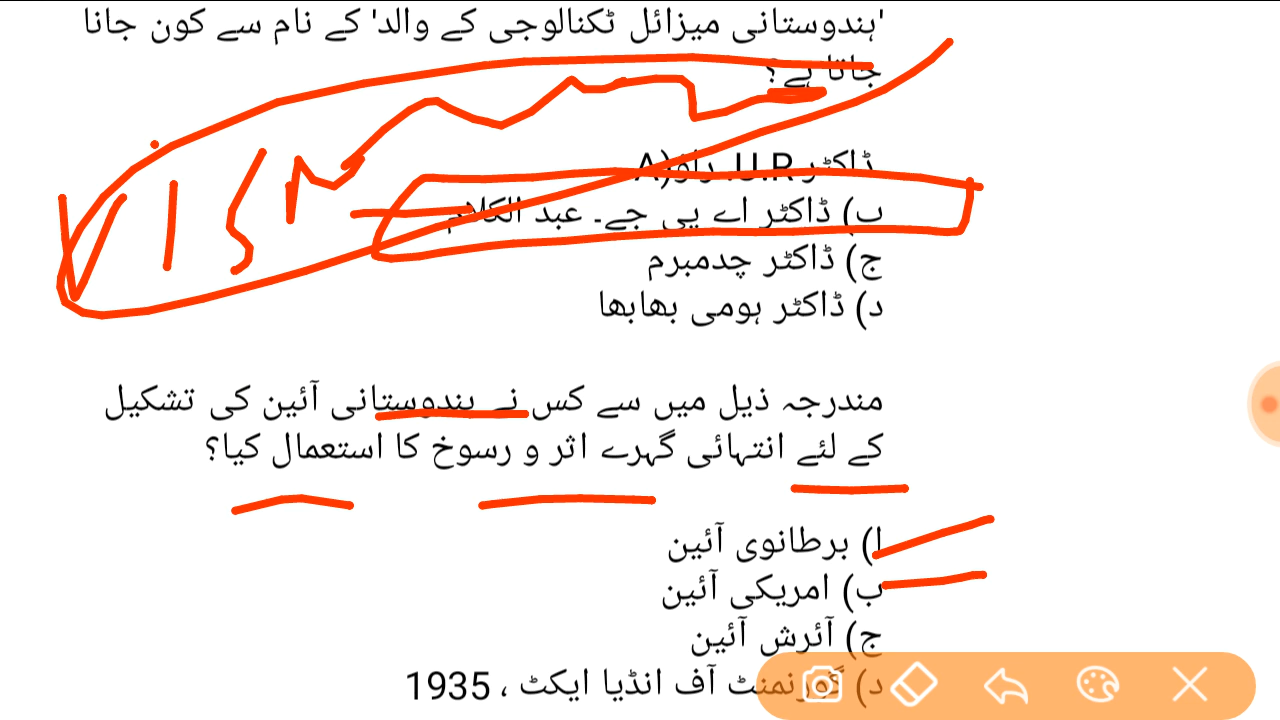 'ہندوستانی میزائل ٹکنالوجی کے والد' کے نام سے کون جانا
جاتا ہے؟
A)ڈاکٹر U.R. راؤ
ب) ڈاکٹر اے پی جے۔ عبد الکلام
ج) ڈاکٹر چدمبرم
د) ڈاکٹر ہومی بھابھا
مندرجہ ذیل میں سے کس نے ہندوستانی آئین کی تشکیل
کے لئے انتہائی گہرے اثر و رسوخ کا استعمال کیا؟
ا) برطانوی آئین
ب) امریکی آئین
ج) آئرش آئین
د) گورنمنٹ آف انڈیا ایکٹ ، 1935